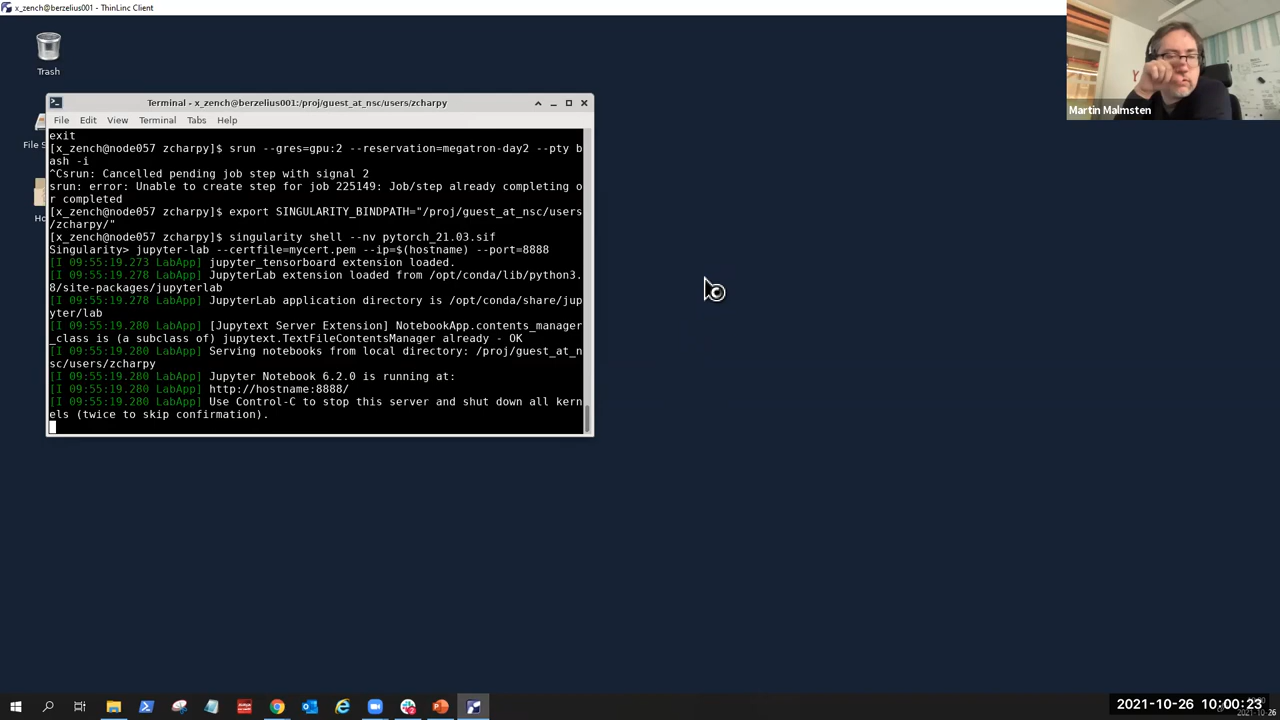 x_zench@berzelius001 - ThinLinc Client
Trash
Martin Malmsten
Terminal - x_zench@berzelius001:/proj/guest_at_nsc/users/zcharpy
File Edit View Terminal Tabs Help
File S
Ho
exit
[x_zench@node057 zcharpy]$ srun --gres=gpu:2 --reservation=megatron-day2 --pty b
ash -i
^Csrun: Cancelled pending job step with signal 2
srun: error: Unable to create step for job 225149: Job/step already completing o
r completed
[x_zench@node057 zcharpy]$ export SINGULARITY_BINDPATH="/proj/guest_at_nsc/users
/zcharpy/"
[x_zench@node057 zcharpy]$ singularity shell --nv pytorch_21.03.sif
Singularity> jupyter-lab --certfile=mycert.pem --ip=$(hostname) --port=8888
[I 09:55:19.273 LabApp] jupyter_tensorboard extension loaded.
[I 09:55:19.278 LabApp] JupyterLab extension loaded from /opt/conda/lib/python3.
8/site-packages/jupyterlab
[I 09:55:19.278 LabApp] JupyterLab application directory is /opt/conda/share/jup
yter/lab
[I 09:55:19.280 LabApp] [Jupytext Server Extension] NotebookApp.contents_manager
_class is (a subclass of) jupytext.TextFileContentsManager already - OK
[I 09:55:19.280 LabApp] Serving notebooks from local directory: /proj/guest_at_n
sc/users/zcharpy
[I 09:55:19.280 LabApp] Jupyter Notebook 6.2.0 is running at:
[I 09:55:19.280 LabApp] http://hostname:8888/
[I 09:55:19.280 LabApp] Use Control-C to stop this server and shut down all kern
els (twice to skip confirmation).
2021-10-26 10:00:23